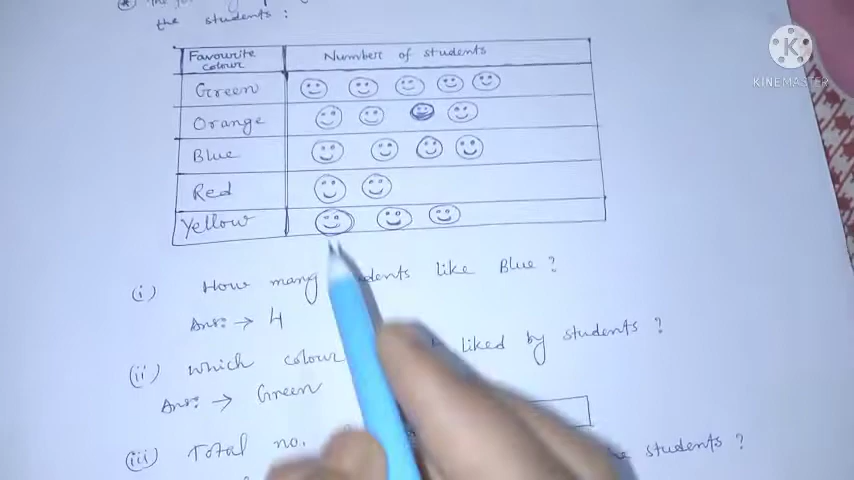 the students :
Favourite colour
Numbers of students
Green
Orange
Blue
Red
Yellow
(i) How many like Blue ?
Ans: → 4
(ii) which colour liked by students ?
Ans: → Green
(iii) Total no.
students ?
K
KINEMASTER